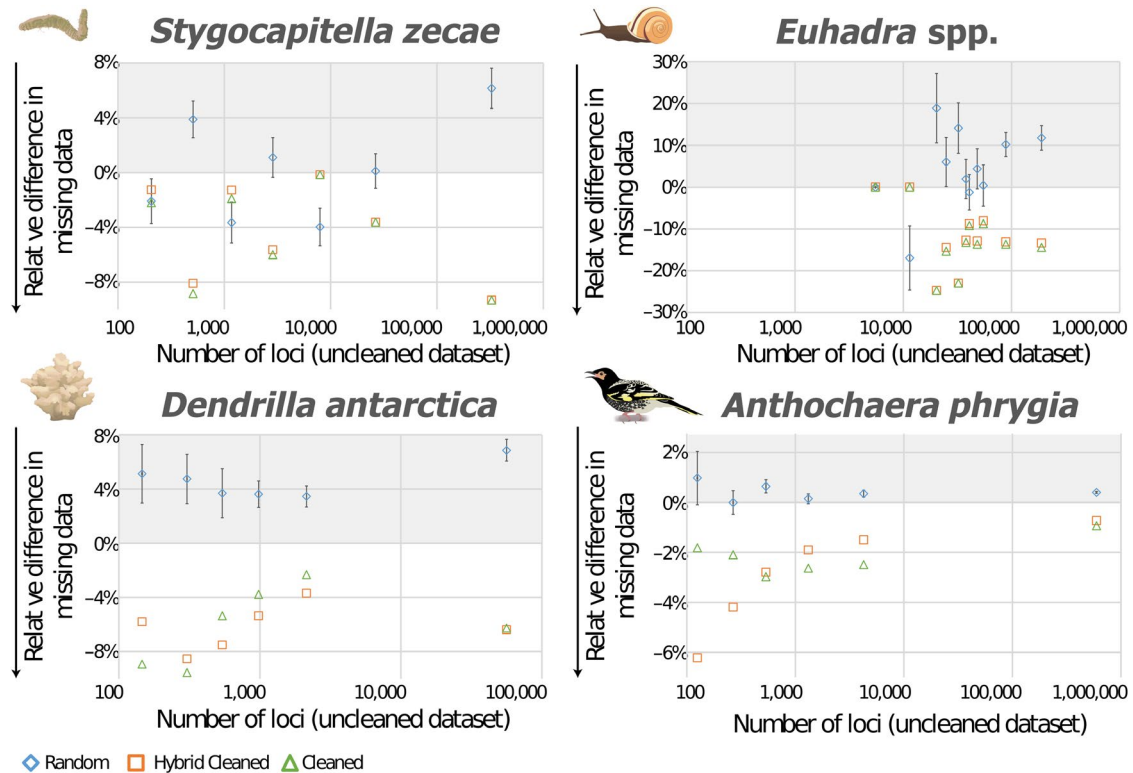 Stygocapitella zecae
Relat ve difference in
missing data
8%
4%
0%
−4%
−8%
100
1,000
10,000
100,000
1,000,000
Number of loci (uncleaned dataset)
Euhadra spp.
Relat ve difference in
missing data
30%
20%
10%
0%
−10%
−20%
−30%
100
1,000
10,000
100,000
1,000,000
Number of loci (uncleaned dataset)
Dendrilla antarctica
Relat ve difference in
missing data
8%
4%
0%
−4%
−8%
100
1,000
10,000
100,000
Number of loci (uncleaned dataset)
Anthochaera phrygia
Relat ve difference in
missing data
2%
0%
−2%
−4%
−6%
100
1,000
10,000
100,000
1,000,000
Number of loci (uncleaned dataset)
Random Hybrid Cleaned Cleaned